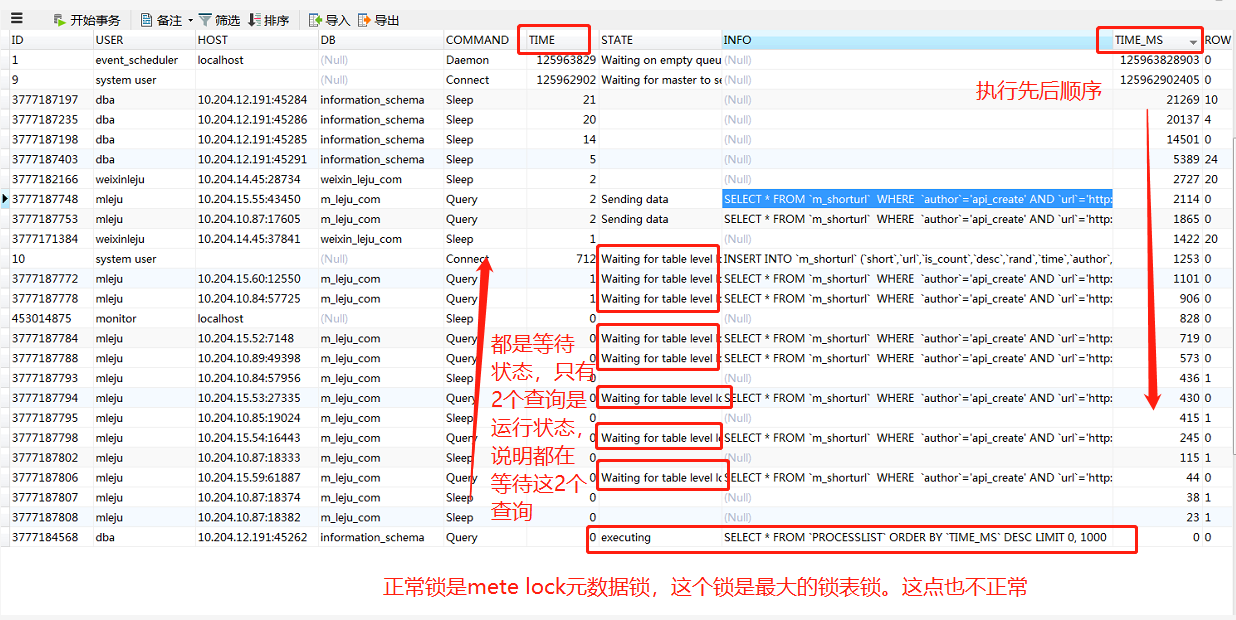 开始事务 备注 筛选 排序 导入 导出
ID USER HOST DB COMMAND TIME STATE INFO TIME_MS ROW
1 event_scheduler localhost (Null) Daemon 125963829 Waiting on empty queu (Null) 125963828903 0
9 system user (Null) Connect 125962902 Waiting for master to se (Null) 125962902405 0
执行先后顺序
3777187197 dba 10.204.12.191:45284 information_schema Sleep 21 (Null) 21269 10
3777187235 dba 10.204.12.191:45286 information_schema Sleep 20 (Null) 20137 4
3777187198 dba 10.204.12.191:45285 information_schema Sleep 14 (Null) 14501 0
3777187403 dba 10.204.12.191:45291 information_schema Sleep 5 (Null) 5389 24
3777182166 weixinleju 10.204.14.45:28734 weixin_leju_com Sleep 2 (Null) 2727 20
3777187748 mleju 10.204.15.55:43450 m_leju_com Query 2 Sending data SELECT * FROM `m_shorturl` WHERE `author`='api_create' AND `url`='http: 2114 0
3777187753 mleju 10.204.10.87:17605 m_leju_com Query 2 Sending data SELECT * FROM `m_shorturl` WHERE `author`='api_create' AND `url`='http: 1865 0
3777171384 weixinleju 10.204.14.45:37841 weixin_leju_com Sleep 1 (Null) 1422 20
10 system user (Null) Connect 712 Waiting for table level l INSERT INTO `m_shorturl` (`short`,`url`,`is_count`,`desc`,`rand`,`time`,`author`, 1253 0
3777187772 mleju 10.204.15.60:12550 m_leju_com Query 1 Waiting for table level l SELECT * FROM `m_shorturl` WHERE `author`='api_create' AND `url`='http: 1101 0
3777187778 mleju 10.204.84:57725 m_leju_com Query 1 Waiting for table level l SELECT * FROM `m_shorturl` WHERE `author`='api_create' AND `url`='http: 906 0
453014875 monitor localhost (Null) Sleep 0 (Null) 828 0
3777187784 mleju 10.204.15.52:7148 m_leju_com Query 0 Waiting for table level l SELECT * FROM `m_shorturl` WHERE `author`='api_create' AND `url`='http: 719 0
3777187788 mleju 10.204.10.89:49398 m_leju_com Query 0 Waiting for table level l SELECT * FROM `m_shorturl` WHERE `author`='api_create' AND `url`='http: 573 0
3777187793 mleju 10.204.10.84:57956 m_leju_com Sleep 0 (Null) 436 1
3777187794 mleju 10.204.15.53:27335 m_leju_com Query 0 Waiting for table level lo SELECT * FROM `m_shorturl` WHERE `author`='api_create' AND `url`='http: 430 0
3777187795 mleju 10.204.10.85:19024 m_leju_com Sleep 0 (Null) 415 1
3777187798 mleju 10.204.15.54:16443 m_leju_com Query 0 Waiting for table level l SELECT * FROM `m_shorturl` WHERE `author`='api_create' AND `url`='http: 245 0
3777187802 mleju 10.204.10.87:18333 m_leju_com Sleep 0 (Null) 115 1
3777187806 mleju 10.204.15.59:61887 m_leju_com Query 0 Waiting for table level lo SELECT * FROM `m_shorturl` WHERE `author`='api_create' AND `url`='http: 44 0
3777187807 mleju 10.204.10.87:18374 m_leju_com Sleep 0 (Null) 38 1
3777187808 mleju 10.204.10.87:18382 m_leju_com Sleep 0 (Null) 23 1
3777184568 dba 10.204.12.191:45262 information_schema Query 0 executing SELECT * FROM `PROCESSLIST` ORDER BY `TIME_MS` DESC LIMIT 0, 1000 0 0
都是等待
状态，只有
2个查询是
运行状态，
说明都在
等待这2个
查询
正常锁是mete lock元数据锁，这个锁是最大的锁表锁。这点也不正常